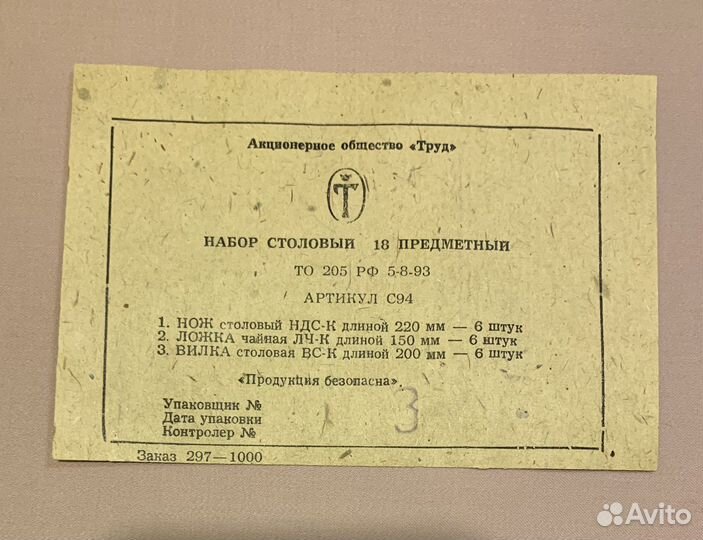 Акционерное общество «Труд»
Т
НАБОР СТОЛОВЫЙ 18 ПРЕДМЕТНЫЙ
ТО 205 РФ 5-8-93
АРТИКУЛ С94
1. НОЖ столовый НДС-К длиной 220 мм — 6 штук
2. ЛОЖКА чайная ЛЧ-К длиной 150 мм — 6 штук
3. ВИЛКА столовая ВС-К длиной 200 мм — 6 штук
«Продукция безопасна».
Упаковщик №
Дата упаковки
Контролер №
3
Заказ 297—1000
Avito